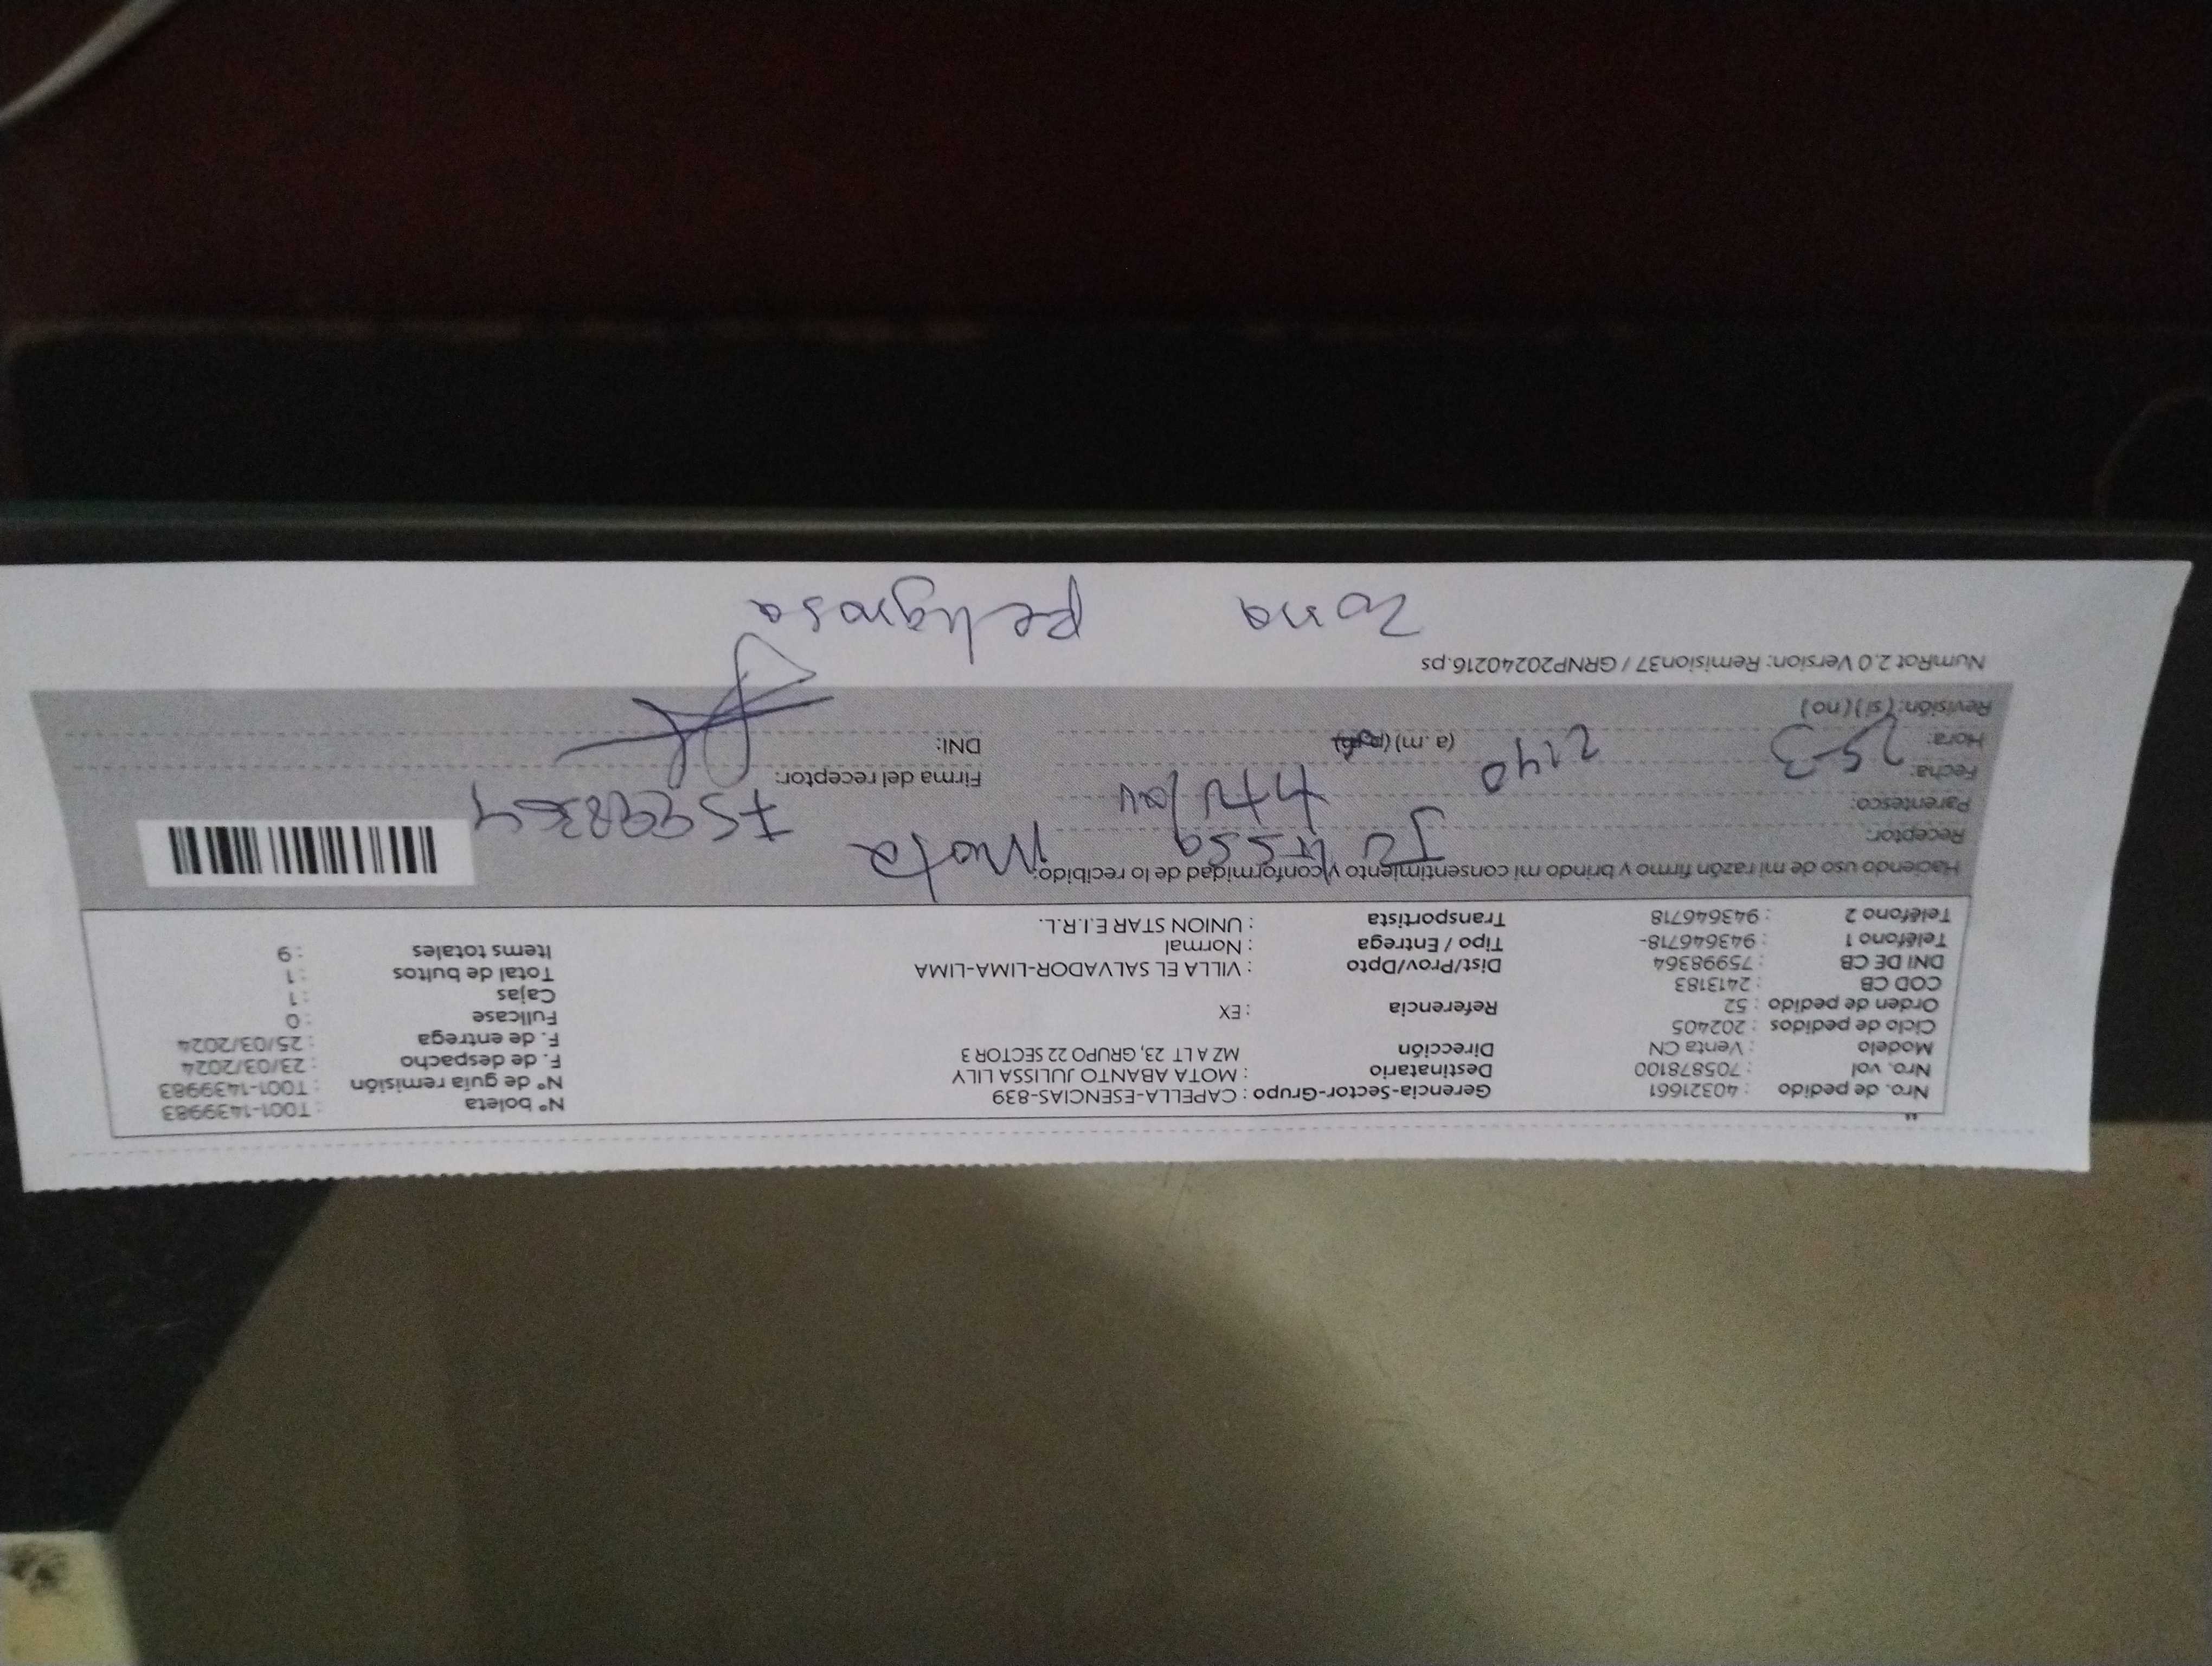 Nro. de pedido : 40321661 Gerencia-Sector-Grupo : CAPELLA-ESENCIAS-839 N° boleta : T001-1439983
Nro. vol : 705878100 Destinatario : MOTA ABANTO JULISSA LILY N° de guía remisión : T001-1439983
Modelo : Venta CN Dirección MZ A LT 23, GRUPO 22 SECTOR 3 F. de despacho : 23/03/2024
Ciclo de pedidos : 202405 F. de entrega : 25/03/2024
Orden de pedido : 52 Referencia : EX Fullcase : 0
COD CB : 2413183 Cajas : 1
DNI DE CB : 75998364 Dist/Prov/Dpto : VILLA EL SALVADOR-LIMA-LIMA Total de bultos : 1
Teléfono 1 : 943646718- Tipo / Entrega : Normal Items totales : 9
Teléfono 2 : 943646718 Transportista : UNION STAR E.I.R.L.
Haciendo uso de mi razón firmo y brindo mi consentimiento y conformidad de lo recibido:
Receptor: Julissa Mota
Parentesco: titular 75998364
Fecha: 25-3 Firma del receptor:
Hora: 2140 (a.m) (p.m) DNI:
Revisión: (si) (no)
NumRot 2.0 Version: Remision37 / GRNP20240216.ps
Zona peligrosa